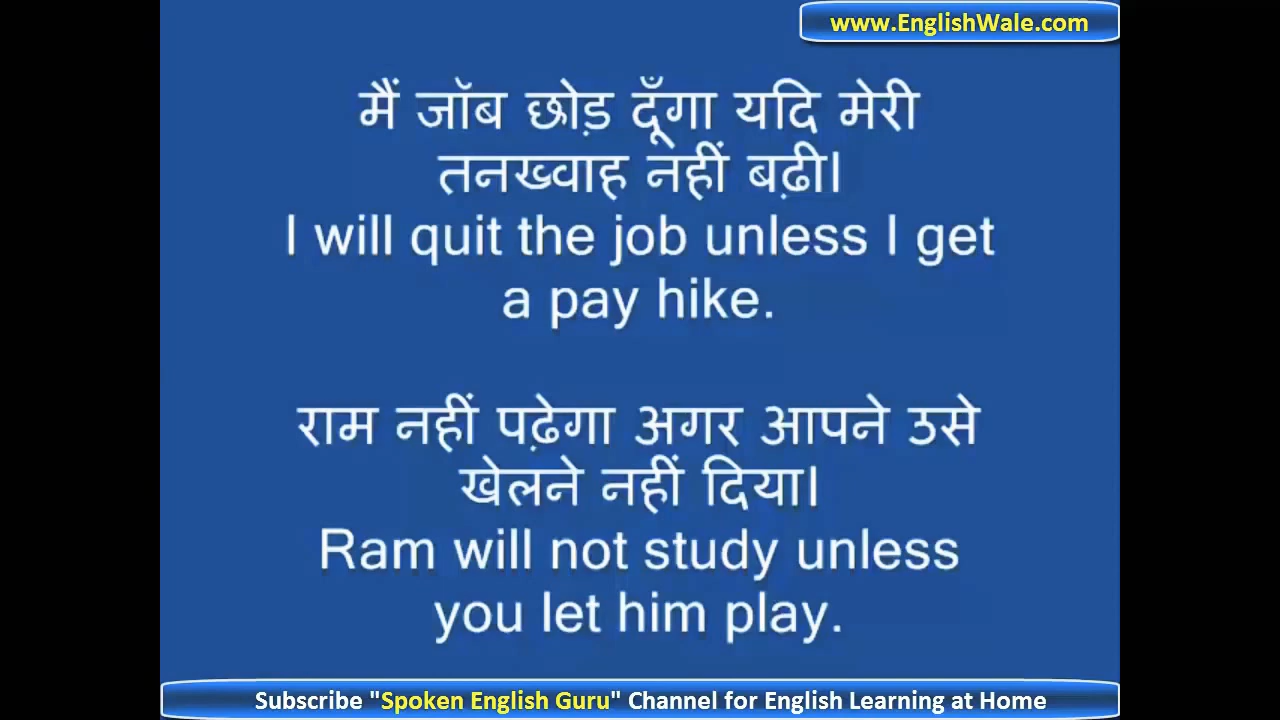 www.EnglishWale.com
मैं जॉब छोड़ दूँगा यदि मेरी
तनख्वाह नहीं बढ़ी।
I will quit the job unless I get
a pay hike.
राम नहीं पढ़ेगा अगर आपने उसे
खेलने नहीं दिया।
Ram will not study unless
you let him play.
Subscribe "Spoken English Guru" Channel for English Learning at Home